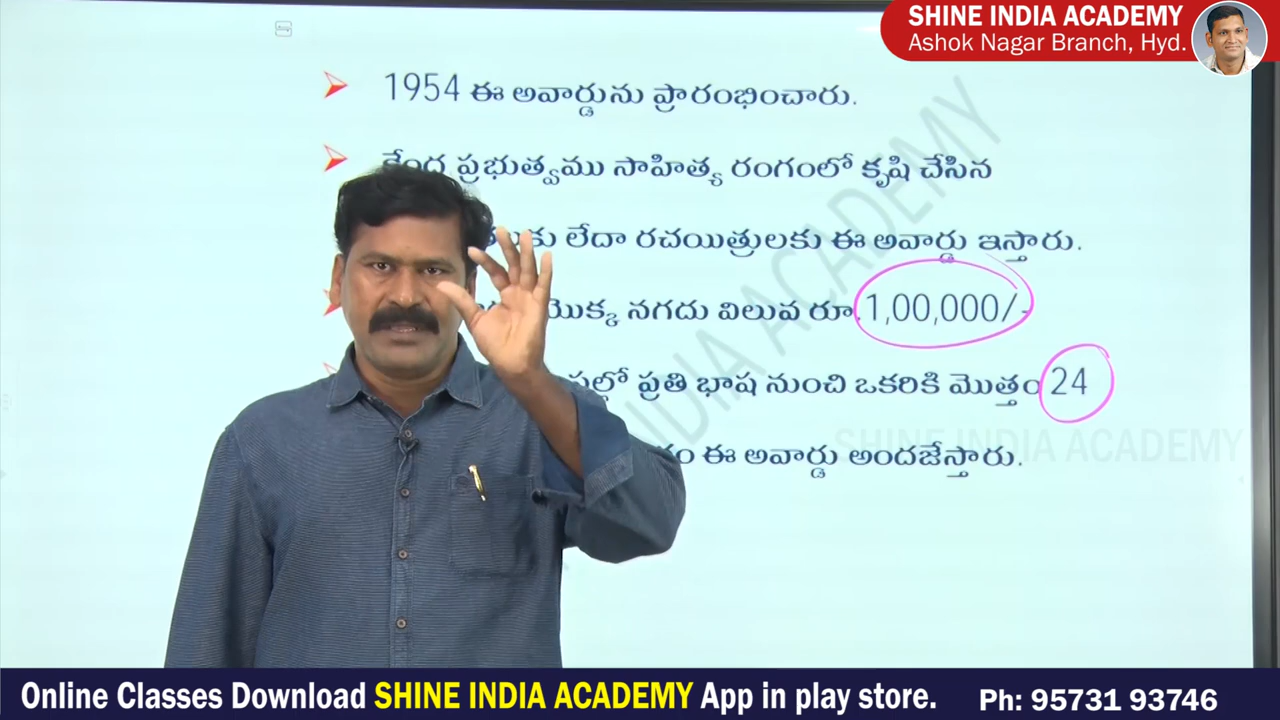 SHINE INDIA ACADEMY
Ashok Nagar Branch, Hyd.
1954 ఈ అవార్డును ప్రారంభించారు.
కేంద్ర ప్రభుత్వము సాహిత్య రంగంలో కృషి చేసిన
లేదా రచయిత్రులకు ఈ అవార్డు ఇస్తారు.
నగదు విలువ రూ.1,00,000/-
ప్రతి భాష నుంచి ఒకరికి మొత్తం 24
ఈ అవార్డు అందజేస్తారు.
INDIA ACADEMY
SHINE INDIA ACADEMY
Online Classes Download SHINE INDIA ACADEMY App in play store. Ph: 95731 93746